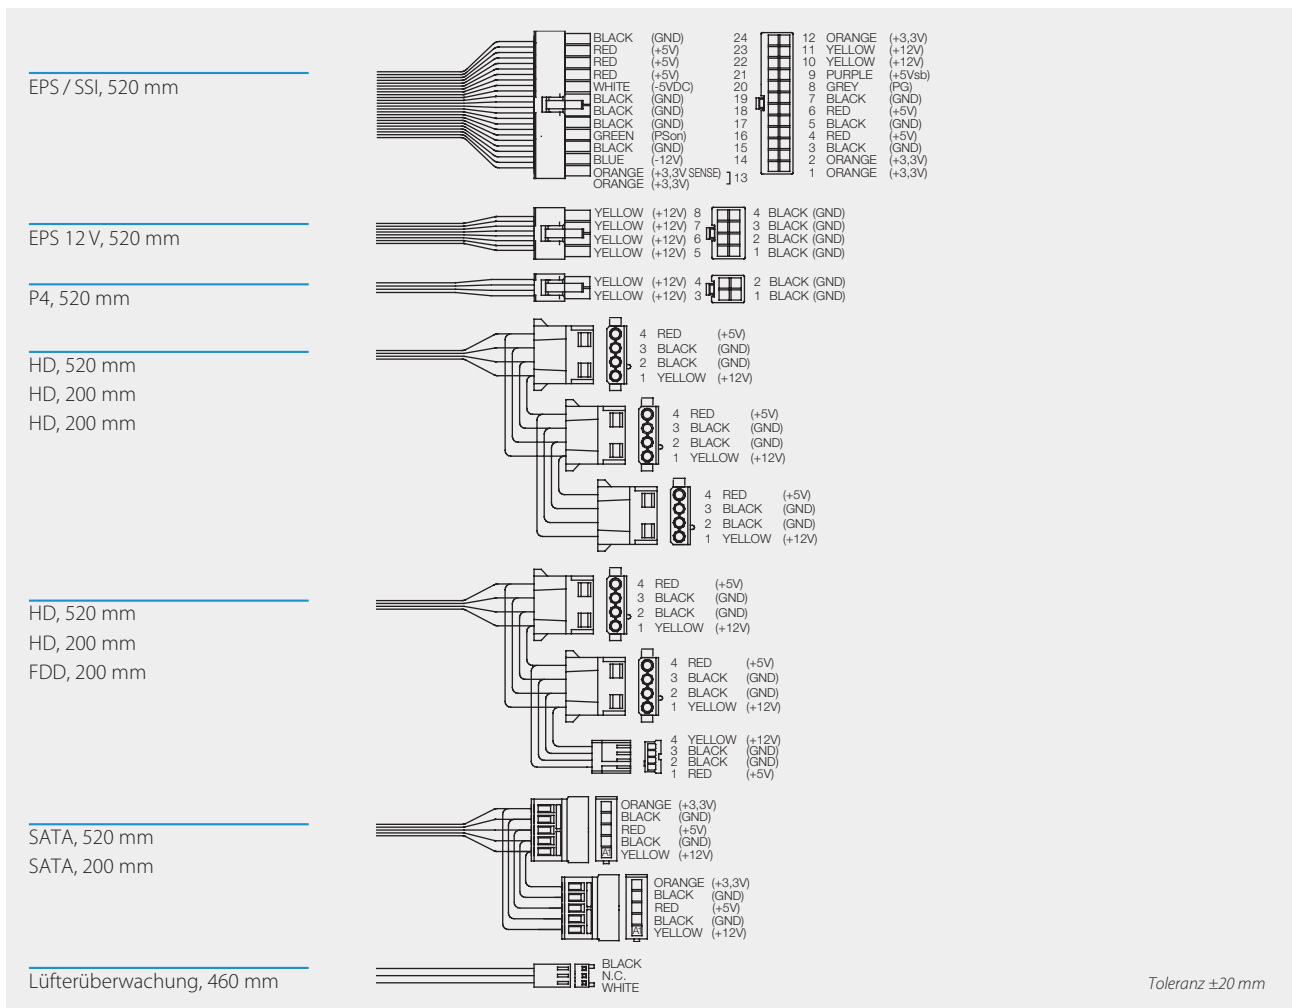 EPS / SSI, 520 mm
BLACK (GND) 24 12 ORANGE (+3,3V)
RED (+5V) 23 11 YELLOW (+12V)
RED (+5V) 22 10 YELLOW (+12V)
RED (+5V) 21 9 PURPLE (+5Vsb)
WHITE (-5VDC) 20 8 GREY (PG)
BLACK (GND) 19 7 BLACK (GND)
BLACK (GND) 18 6 RED (+5V)
BLACK (GND) 17 5 BLACK (GND)
GREEN (PSon) 16 4 RED (+5V)
BLACK (GND) 15 3 BLACK (GND)
BLUE (-12V) 14 2 ORANGE (+3,3V)
ORANGE (+3,3V SENSE) 13 1 ORANGE (+3,3V)
ORANGE (+3,3V)
EPS 12 V, 520 mm
YELLOW (+12V) 8 4 BLACK (GND)
YELLOW (+12V) 7 3 BLACK (GND)
YELLOW (+12V) 6 2 BLACK (GND)
YELLOW (+12V) 5 1 BLACK (GND)
P4, 520 mm
YELLOW (+12V) 4 2 BLACK (GND)
YELLOW (+12V) 3 1 BLACK (GND)
HD, 520 mm
HD, 200 mm
HD, 200 mm
4 RED (+5V)
3 BLACK (GND)
2 BLACK (GND)
1 YELLOW (+12V)
4 RED (+5V)
3 BLACK (GND)
2 BLACK (GND)
1 YELLOW (+12V)
4 RED (+5V)
3 BLACK (GND)
2 BLACK (GND)
1 YELLOW (+12V)
HD, 520 mm
HD, 200 mm
FDD, 200 mm
4 RED (+5V)
3 BLACK (GND)
2 BLACK (GND)
1 YELLOW (+12V)
4 RED (+5V)
3 BLACK (GND)
2 BLACK (GND)
1 YELLOW (+12V)
4 YELLOW (+12V)
3 BLACK (GND)
2 BLACK (GND)
1 RED (+5V)
SATA, 520 mm
SATA, 200 mm
ORANGE (+3,3V)
BLACK (GND)
RED (+5V)
BLACK (GND)
YELLOW (+12V)
ORANGE (+3,3V)
BLACK (GND)
RED (+5V)
BLACK (GND)
YELLOW (+12V)
Lüfterüberwachung, 460 mm
BLACK
N.C.
WHITE
Toleranz ±20 mm